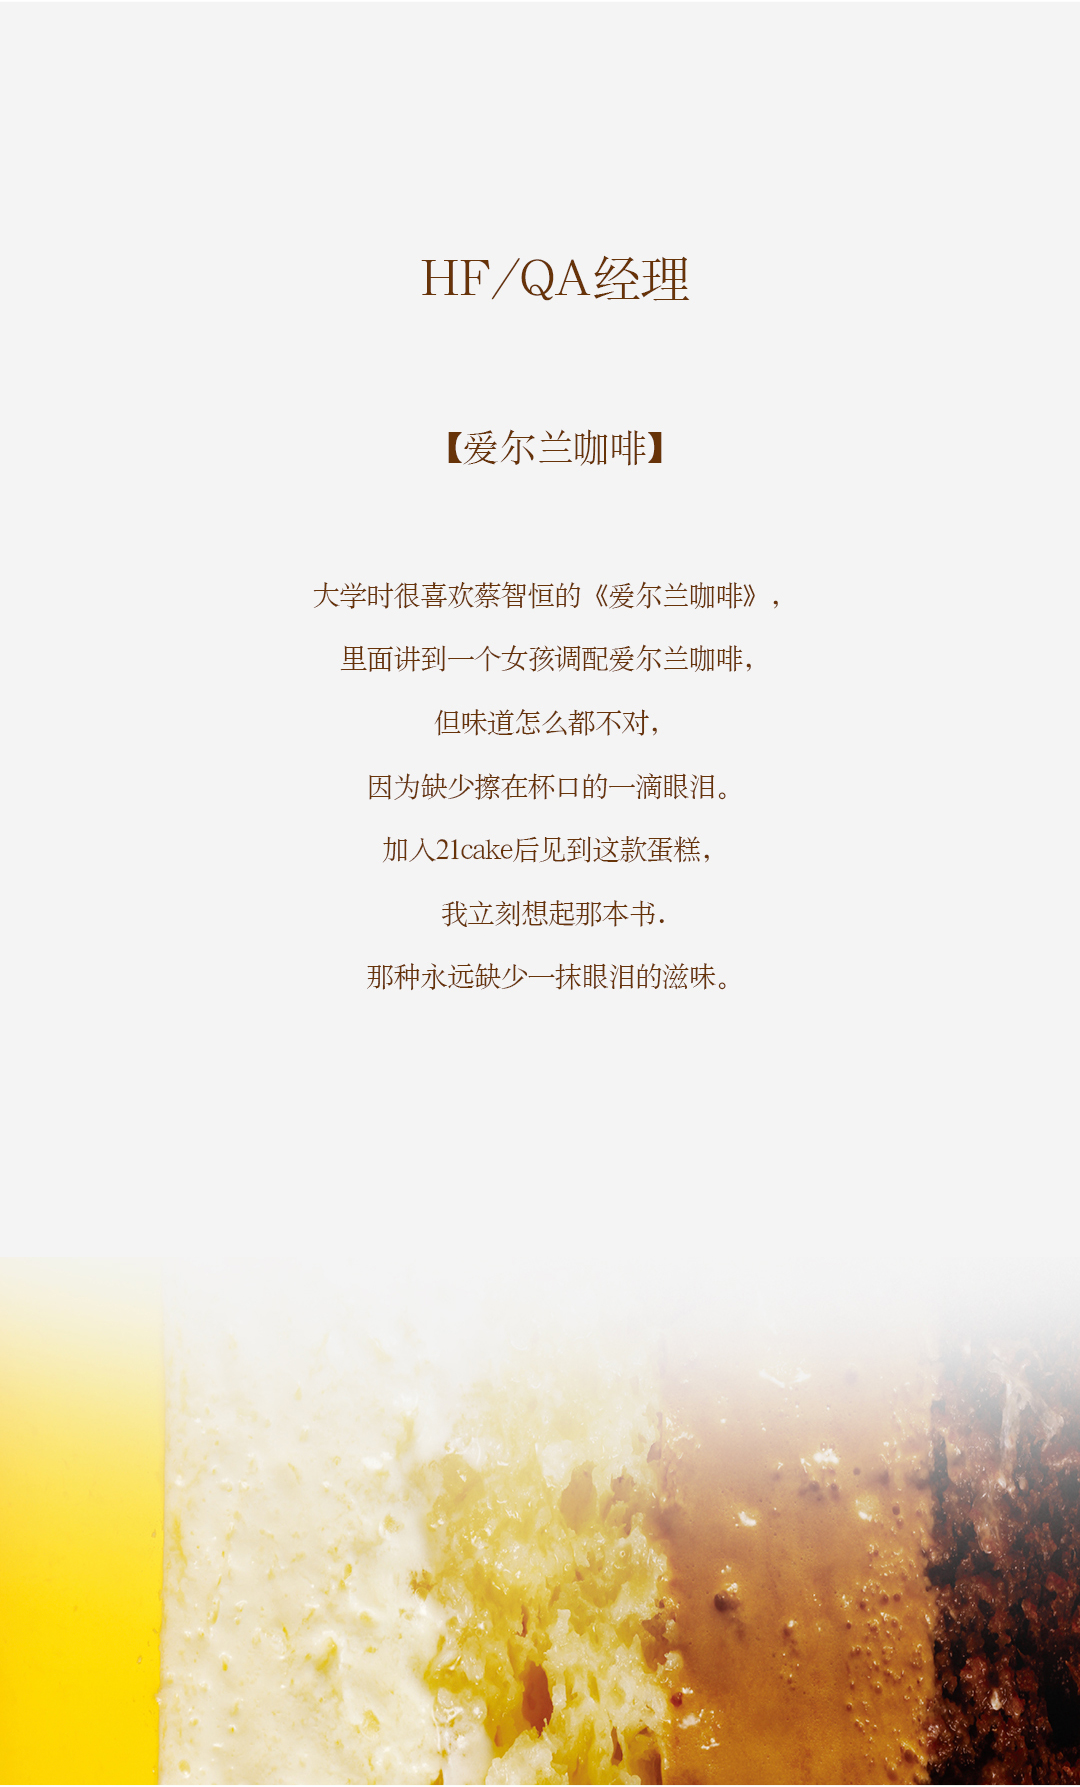 HF/QA经理
【爱尔兰咖啡】
大学时很喜欢蔡智恒的《爱尔兰咖啡》,
里面讲到一个女孩调配爱尔兰咖啡,
但味道怎么都不对,
因为缺少擦在杯口的一滴眼泪。
加入21cake后见到这款蛋糕,
我立刻想起那本书.
那种永远缺少一抹眼泪的滋味。